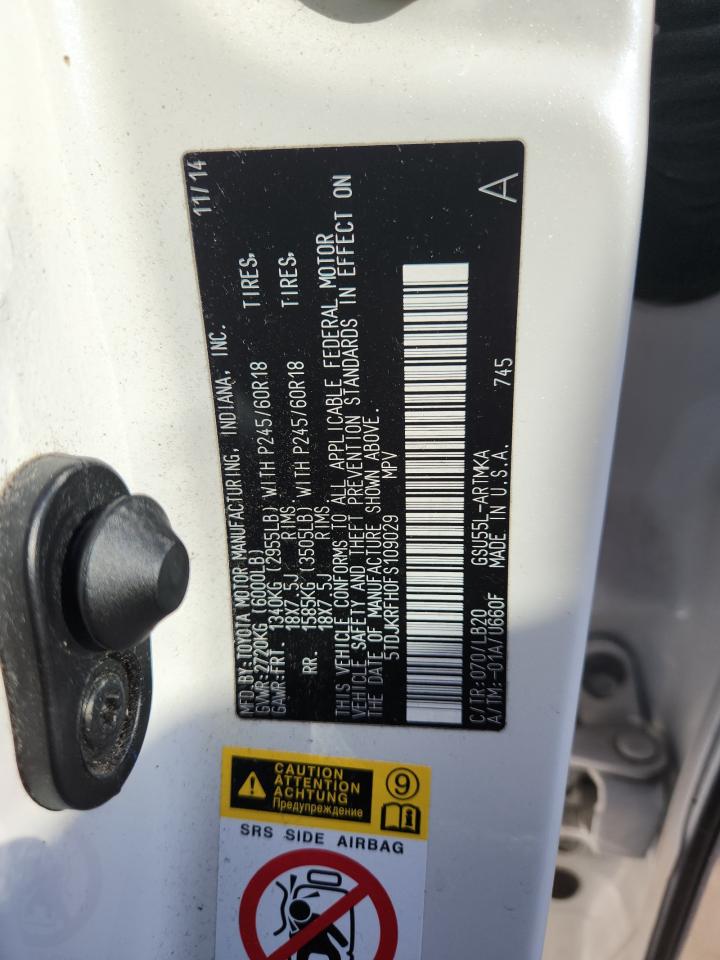 MFD.BY:TOYOTA MOTOR MANUFACTURING, INDIANA, INC. 11/14
GVWR:2720KG (6000LB)
GAWR:FRT. 1340KG (2955LB) WITH P245/60R18 TIRES,
18X7.5J RIMS,
RR. 1585KG (3505LB) WITH P245/60R18 TIRES,
18X7.5J RIMS,
THIS VEHICLE CONFORMS TO ALL APPLICABLE FEDERAL MOTOR
VEHICLE SAFETY AND THEFT PREVENTION STANDARDS IN EFFECT ON
THE DATE OF MANUFACTURE SHOWN ABOVE.
5TDJKRFH0FS109029 MPV
C/TR:070/LB20 GSU55L-ARTMKA 745 A
A/TM:-01A/U660F MADE IN U.S.A.
CAUTION
ATTENTION
ACHTUNG
Предупреждение
9
SRS SIDE AIRBAG